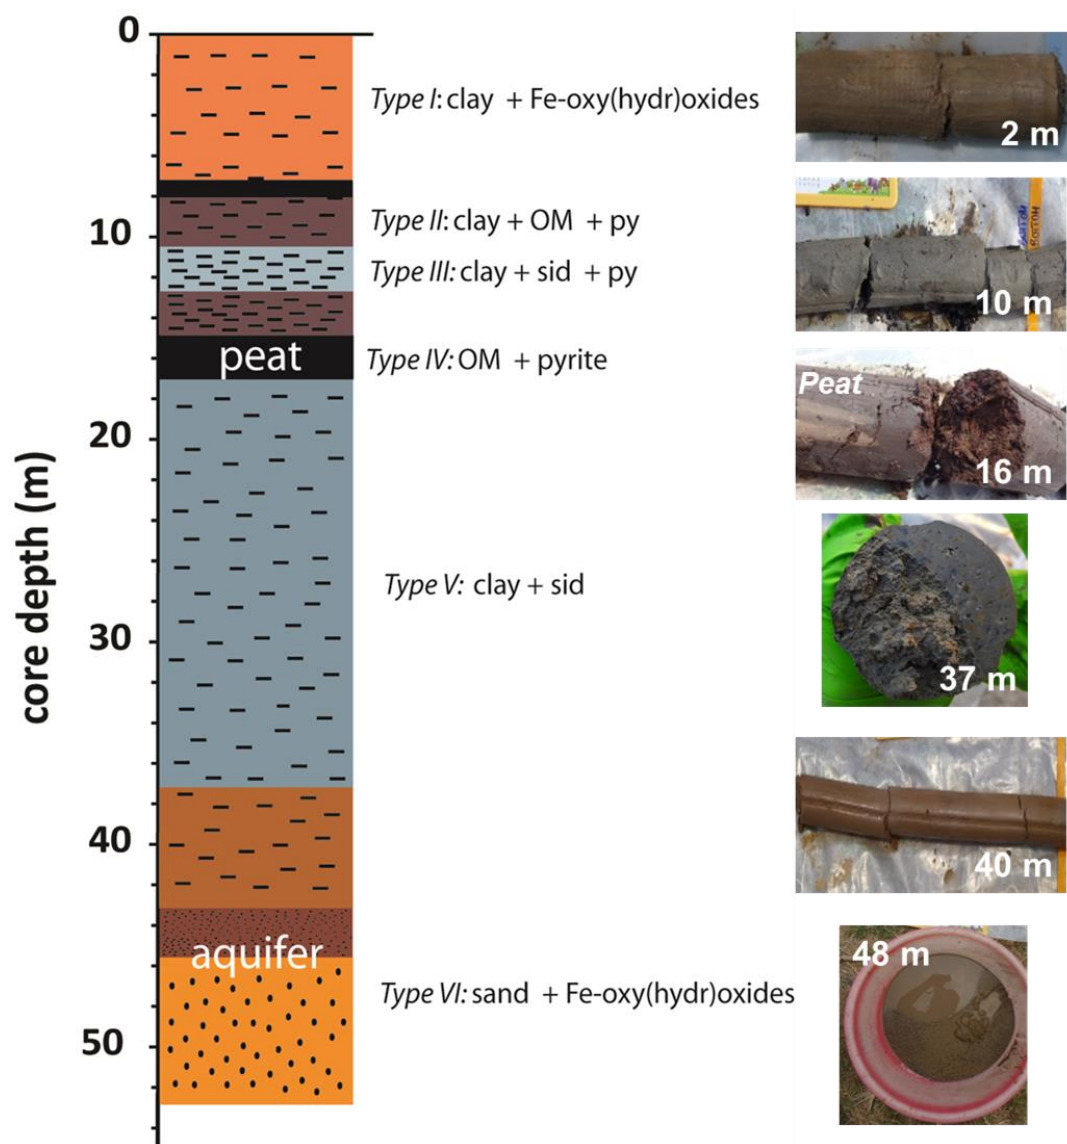 0
Type I: clay + Fe-oxy(hydr)oxides
2 m
10
Type II: clay + OM + py
Type III: clay + sid + py
BOTTOM
10 m
peat
Type IV: OM + pyrite
Peat
16 m
20
core depth (m)
Type V: clay + sid
30
37 m
40
40 m
aquifer
Type VI: sand + Fe-oxy(hydr)oxides
48 m
50